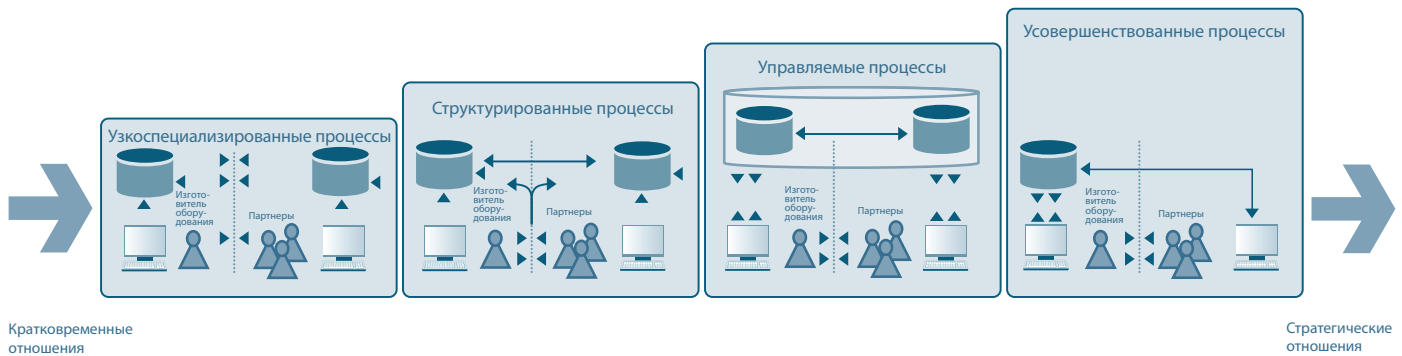 Узкоспециализированные процессы
Изгото-
витель
обору-
дования
Партнеры
Структурированные процессы
Изгото-
витель
обору-
дования
Партнеры
Управляемые процессы
Изгото-
витель
обору-
дования
Партнеры
Усовершенствованные процессы
Изгото-
витель
обору-
дования
Партнеры
Кратковременные
отношения
Стратегические
отношения